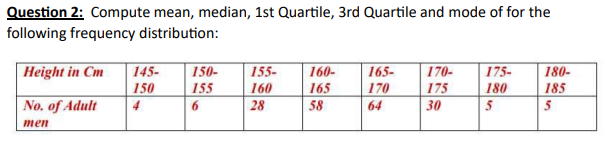 Question 2: Compute mean, median, 1st Quartile, 3rd Quartile and mode of for the
following frequency distribution:
Height in Cm 145- 150- 155- 160- 165- 170- 175- 180-
150 155 160 165 170 175 180 185
No. of Adult 4 6 28 58 64 30 5 5
men